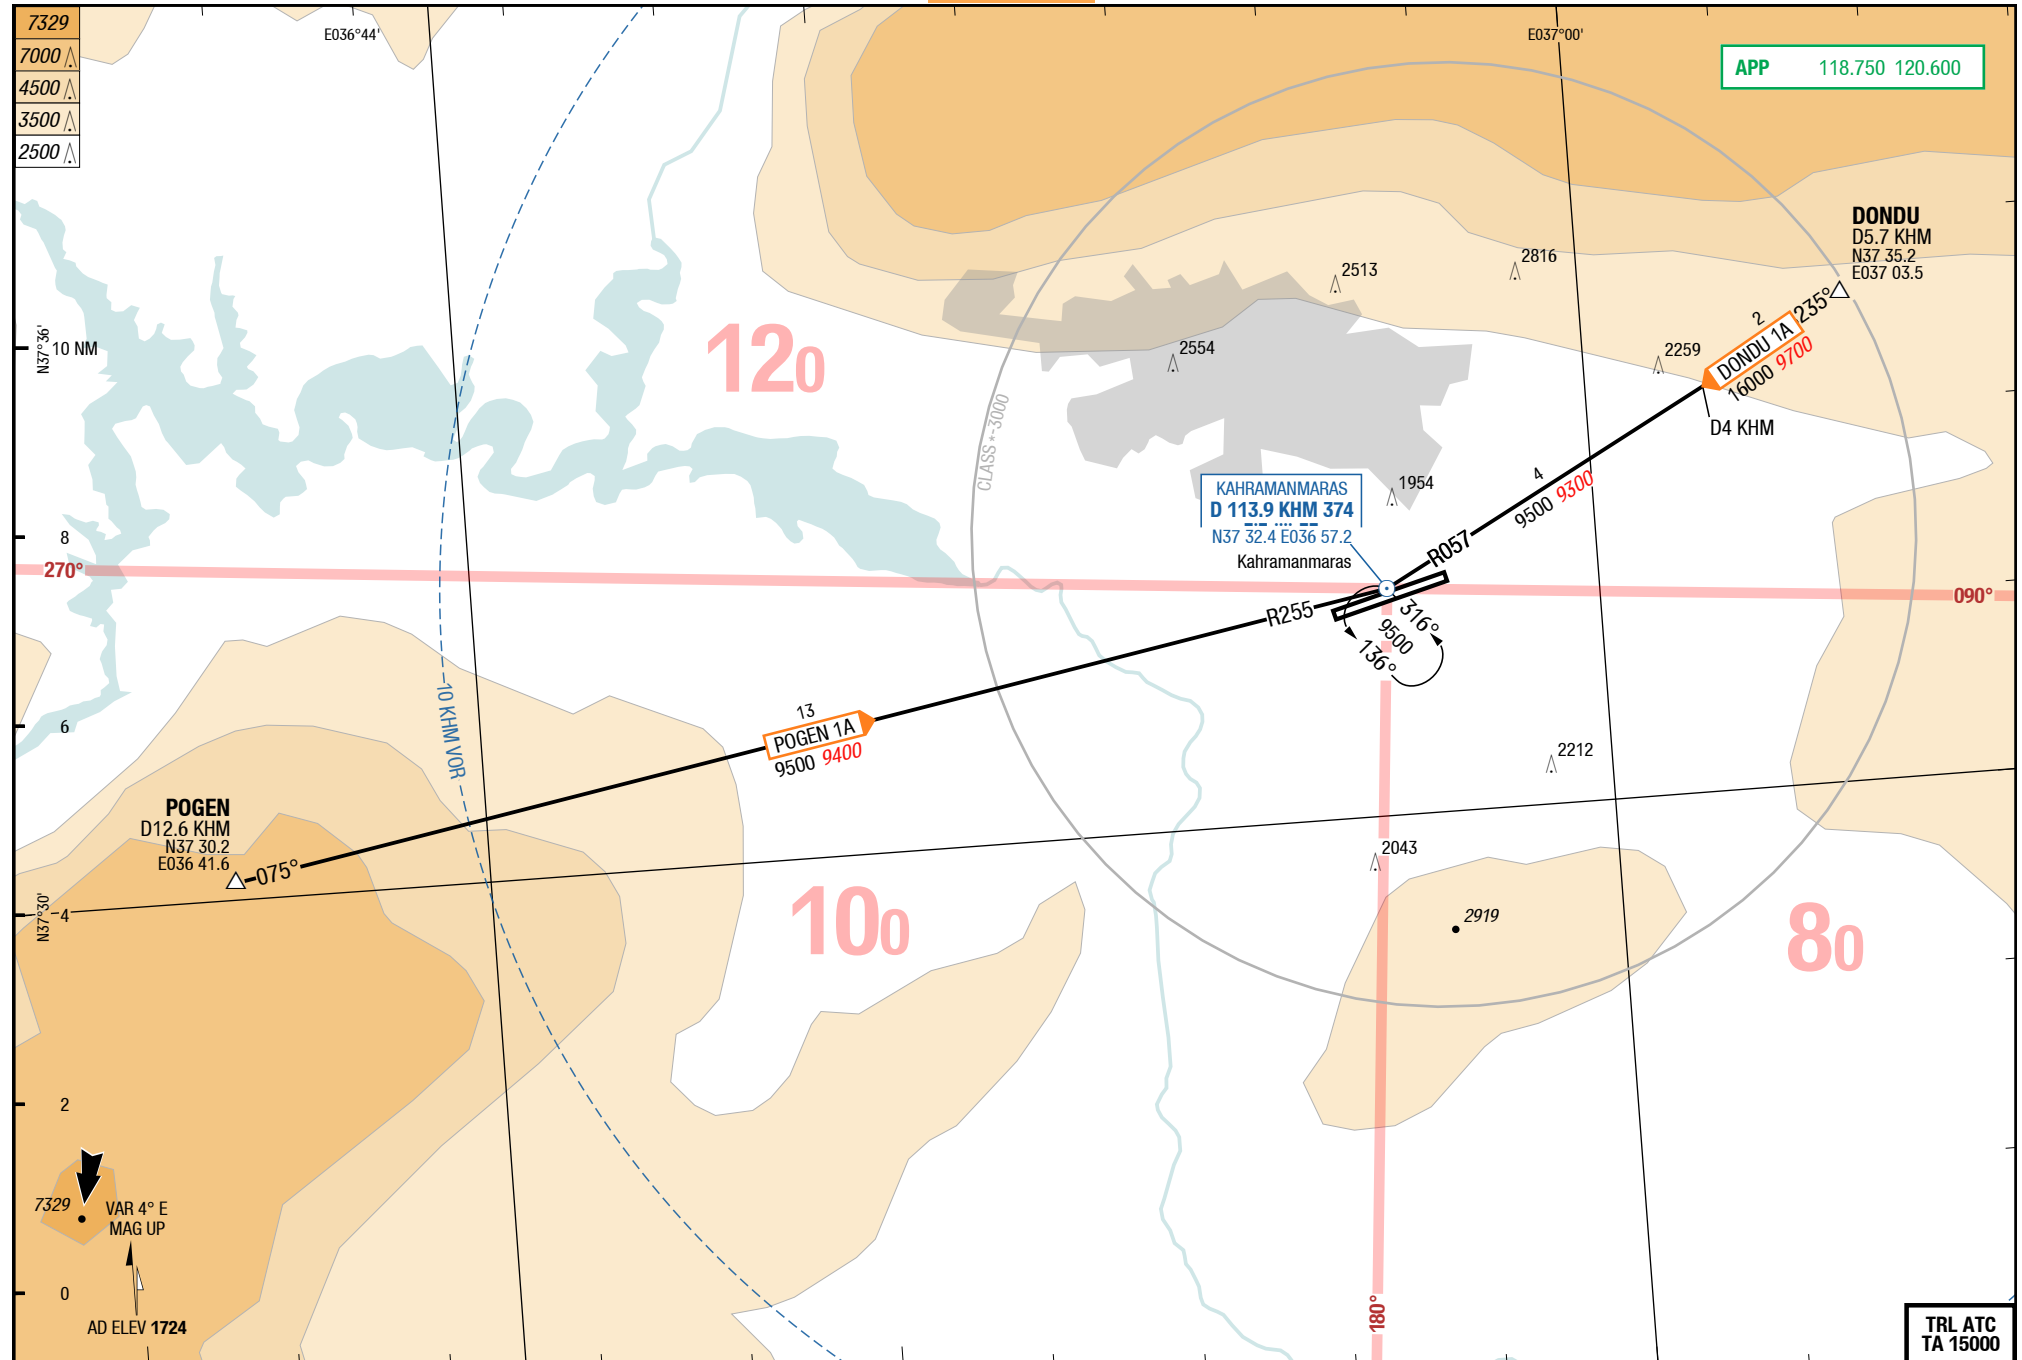 7329
7000
4500
3500
2500
E036°44'
E037°00'
APP 118.750 120.600
DONDU
D5.7 KHM
N37 35.2
E037 03.5
235°
2
DONDU 1A
16000 9700
D4 KHM
2816
2513
2554
2259
1954
120
N37°36'
10 NM
CLASS *-3000
4
9500 9300
KAHRAMANMARAS
D 113.9 KHM 374
N37 32.4 E036 57.2
Kahramanmaras
R057
8
270°
090°
R255
316°
9500
136°
10 KHM VOR
6
13
POGEN 1A
9500 9400
2212
POGEN
D12.6 KHM
N37 30.2
E036 41.6
075°
2043
N37°30'
4
100
2919
80
2
7329
VAR 4° E
MAG UP
0
AD ELEV 1724
180°
TRL ATC
TA 15000